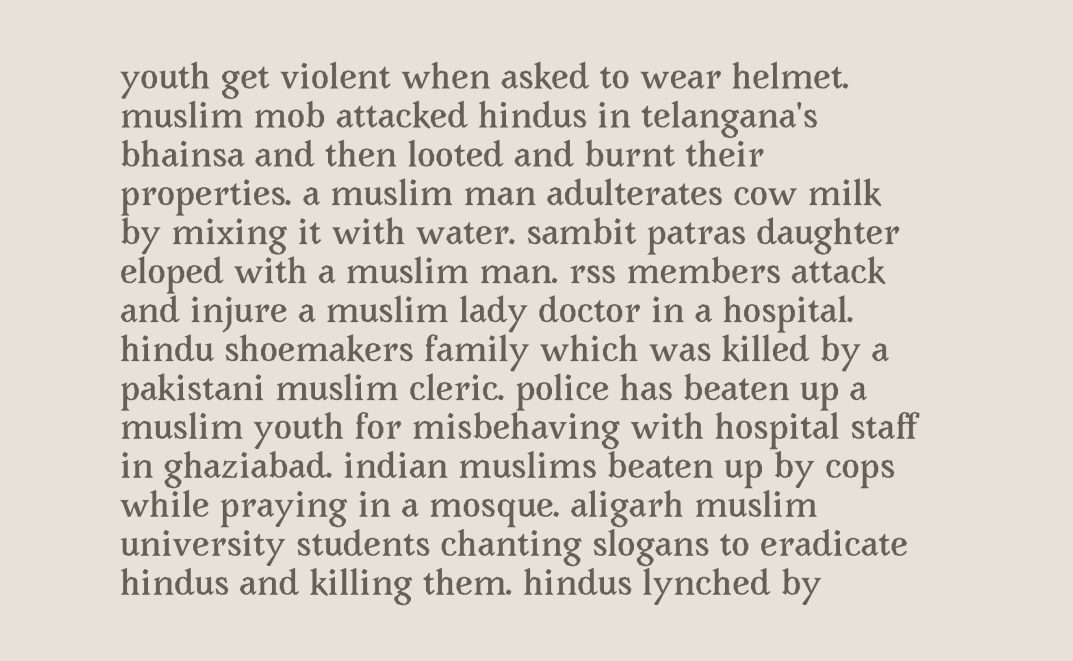 youth get violent when asked to wear helmet.
muslim mob attacked hindus in telangana's
bhainsa and then looted and burnt their
properties. a muslim man adulterates cow milk
by mixing it with water. sambit patras daughter
eloped with a muslim man. rss members attack
and injure a muslim lady doctor in a hospital.
hindu shoemakers family which was killed by a
pakistani muslim cleric. police has beaten up a
muslim youth for misbehaving with hospital staff
in ghaziabad. indian muslims beaten up by cops
while praying in a mosque. aligarh muslim
university students chanting slogans to eradicate
hindus and killing them. hindus lynched by